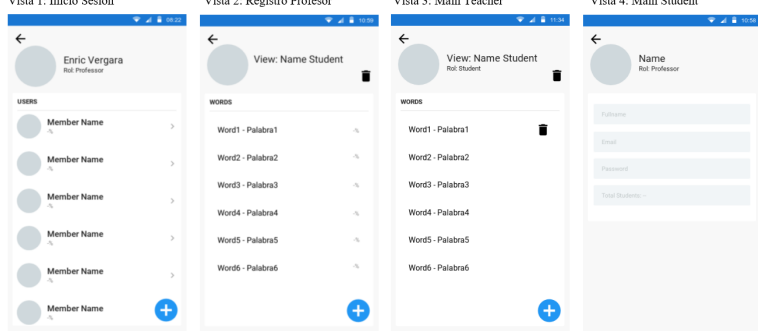 Vista 1: Inicio Sesión
Vista 2: Registro Profesor
Vista 3: Main Teacher
Vista 4: Main Student
08:22
Enric Vergara
Rol: Professor
USERS
Member Name
-%
Member Name
-%
Member Name
-%
Member Name
-%
Member Name
-%
Member Name
-%
10:59
View: Name Student
WORDS
Word1 - Palabra1
-%
Word2 - Palabra2
-%
Word3 - Palabra3
-%
Word4 - Palabra4
-%
Word5 - Palabra5
-%
Word6 - Palabra6
-%
11:34
View: Name Student
Rol: Student
WORDS
Word1 - Palabra1
Word2 - Palabra2
Word3 - Palabra3
Word4 - Palabra4
Word5 - Palabra5
Word6 - Palabra6
10:58
Name
Rol: Professor
Fullname
Email
Password
Total Students: -